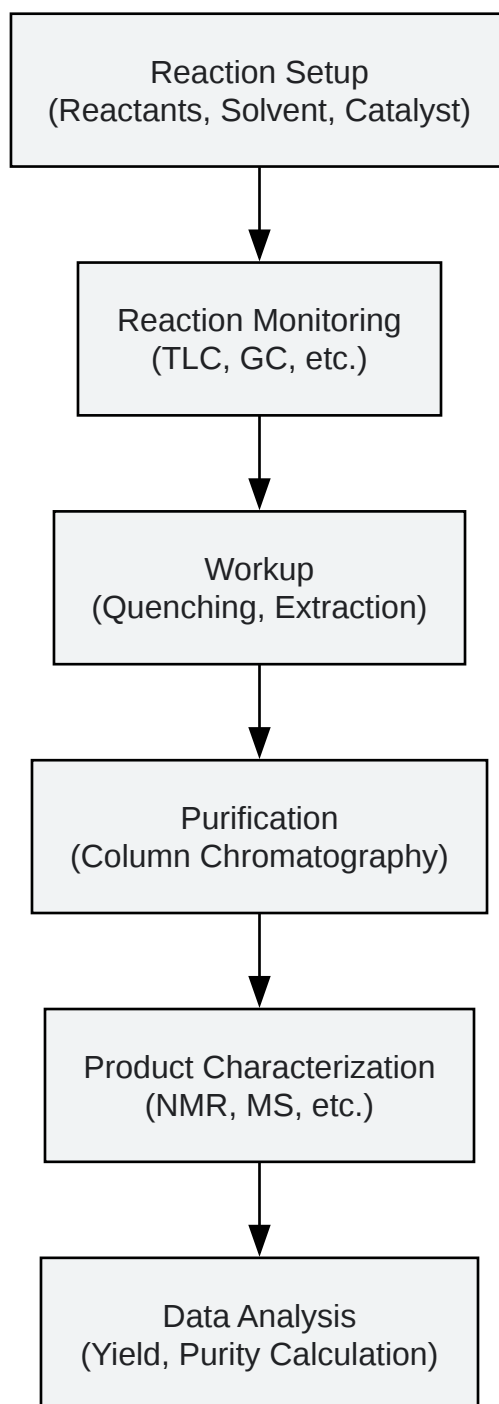 Reaction Setup
(Reactants, Solvent, Catalyst)
Reaction Monitoring
(TLC, GC, etc.)
Workup
(Quenching, Extraction)
Purification
(Column Chromatography)
Product Characterization
(NMR, MS, etc.)
Data Analysis
(Yield, Purity Calculation)